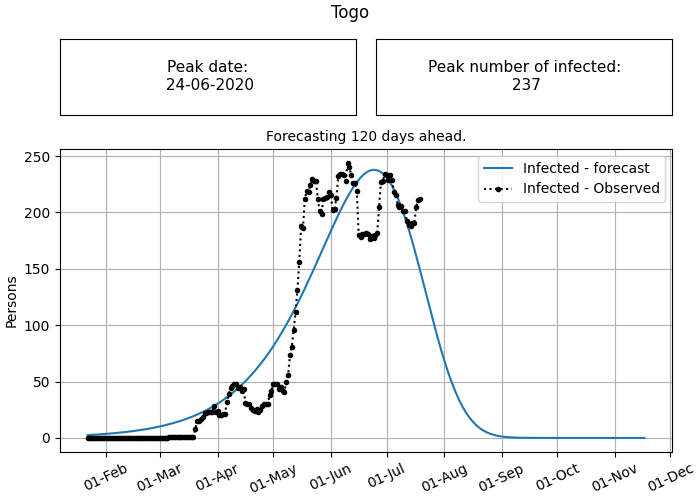 Togo
Peak date:
24-06-2020
Peak number of infected:
237
Forecasting 120 days ahead.
Infected - forecast
Infected - Observed
Persons
250
200
150
100
50
0
01-Feb
01-Mar
01-Apr
01-May
01-Jun
01-Jul
01-Aug
01-Sep
01-Oct
01-Nov
01-Dec